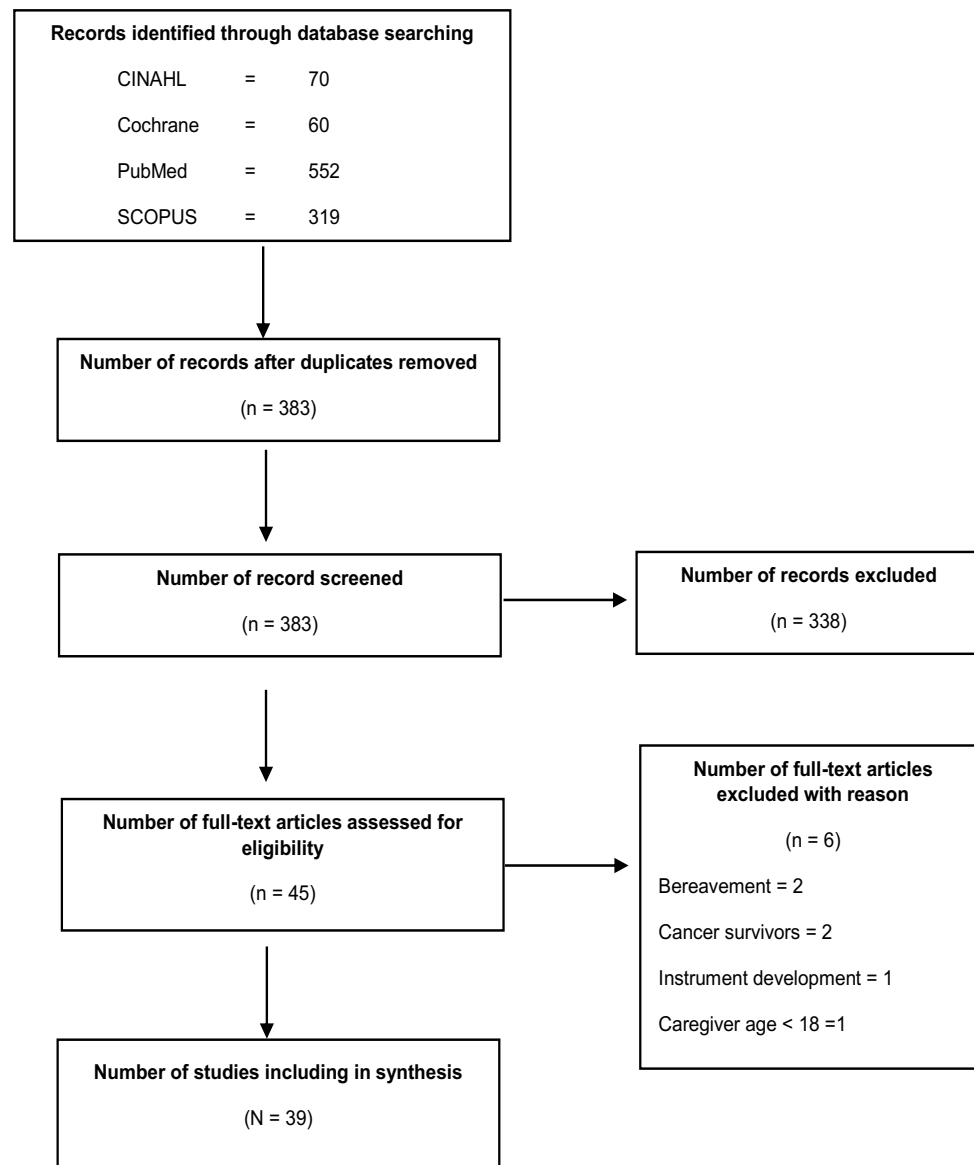 Records identified through database searching
CINAHL = 70
Cochrane = 60
PubMed = 552
SCOPUS = 319
Number of records after duplicates removed
(n = 383)
Number of record screened
(n = 383)
Number of records excluded
(n = 338)
Number of full-text articles assessed for
eligibility
(n = 45)
Number of full-text articles
excluded with reason
(n = 6)
Bereavement = 2
Cancer survivors = 2
Instrument development = 1
Caregiver age < 18 =1
Number of studies including in synthesis
(N = 39)